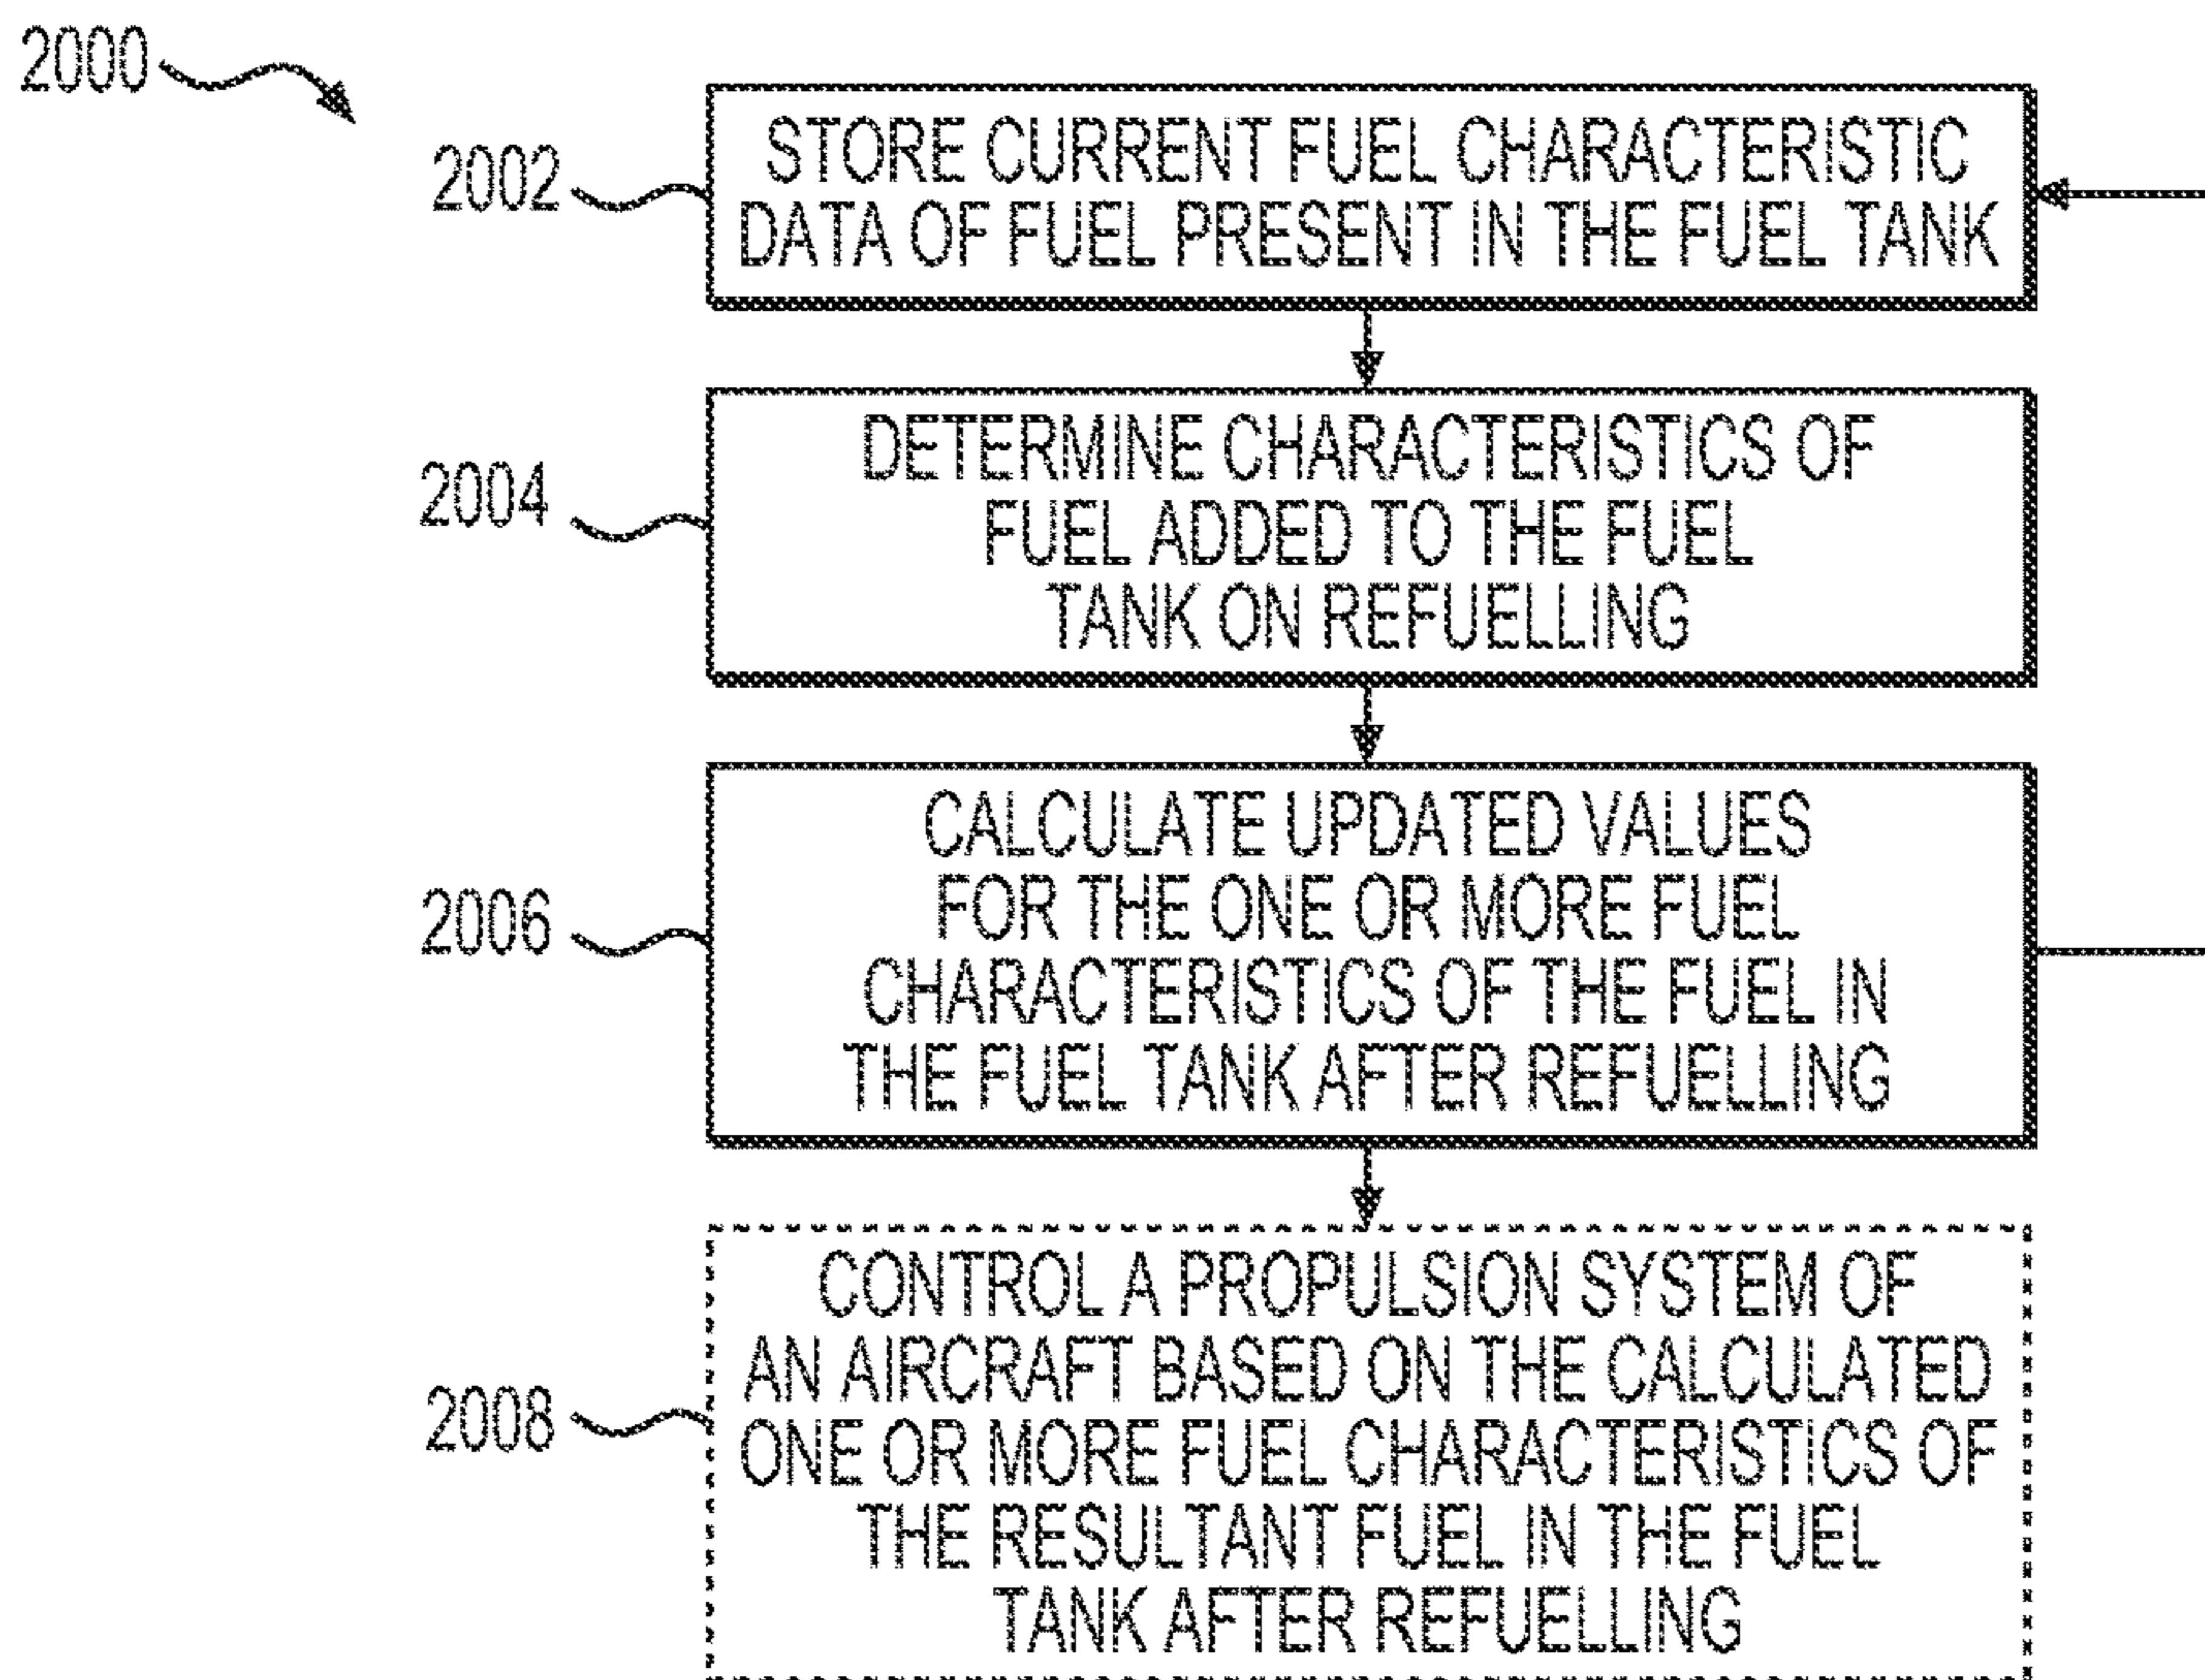 2000
2002
STORE CURRENT FUEL CHARACTERISTIC
DATA OF FUEL PRESENT IN THE FUEL TANK
2004
DETERMINE CHARACTERISTICS OF
FUEL ADDED TO THE FUEL
TANK ON REFUELLING
2006
CALCULATE UPDATED VALUES
FOR THE ONE OR MORE FUEL
CHARACTERISTICS OF THE FUEL IN
THE FUEL TANK AFTER REFUELLING
2008
CONTROL A PROPULSION SYSTEM OF
AN AIRCRAFT BASED ON THE CALCULATED
ONE OR MORE FUEL CHARACTERISTICS OF
THE RESULTANT FUEL IN THE FUEL
TANK AFTER REFUELLING